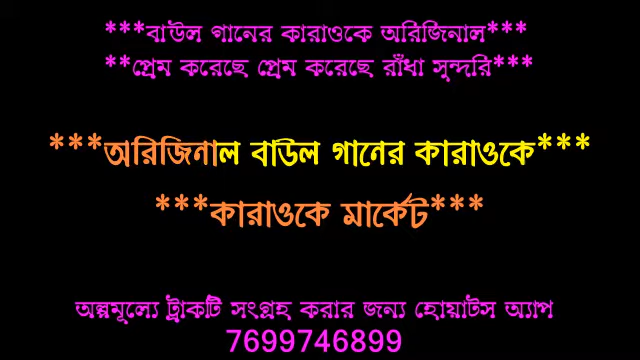 ***বাউল গানের কারাওকে অরিজিনাল***
**প্রেম করেছে প্রেম করেছে রাঁধা সুন্দরি***
***অরিজিনাল বাউল গানের কারাওকে***
***কারাওকে মার্কেট***
অল্পমূল্যে ট্রাকটি সংগ্রহ করার জন্য হোয়াটস অ্যাপ
7699746899